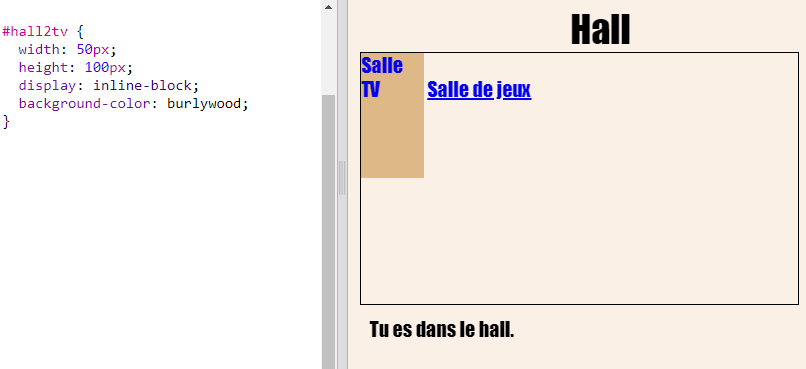 #hall2tv {
width: 50px;
height: 100px;
display: inline-block;
background-color: burlywood;
}
Hall
Salle
TV
Salle de jeux
Tu es dans le hall.